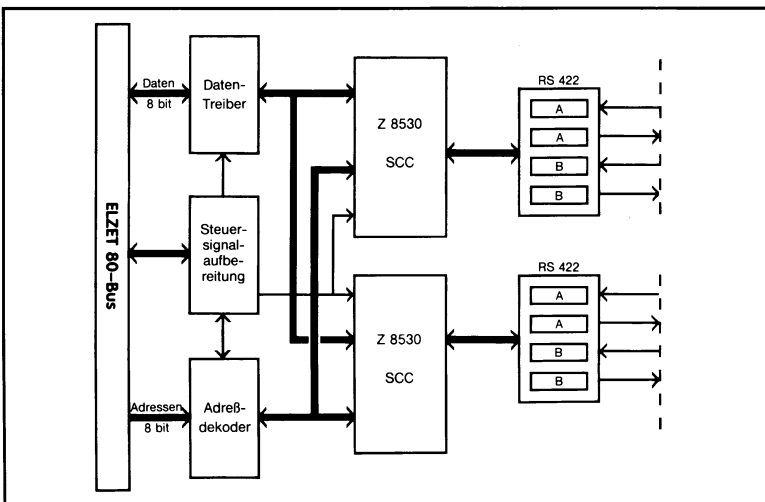 ELZET 80-Bus
Daten
8 bit
Daten-
Treiber
Steuer-
signal-
aufbe-
reitung
Adressen
8 bit
Adreß-
dekoder
Z 8530
SCC
Z 8530
SCC
RS 422
A
A
B
B
RS 422
A
A
B
B